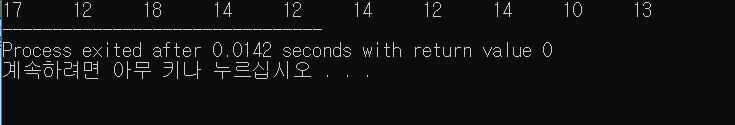 17 12 18 14 12 14 12 14 10 13
--------------------------------
Process exited after 0.0142 seconds with return value 0
계속하려면 아무 키나 누르십시오 . . .